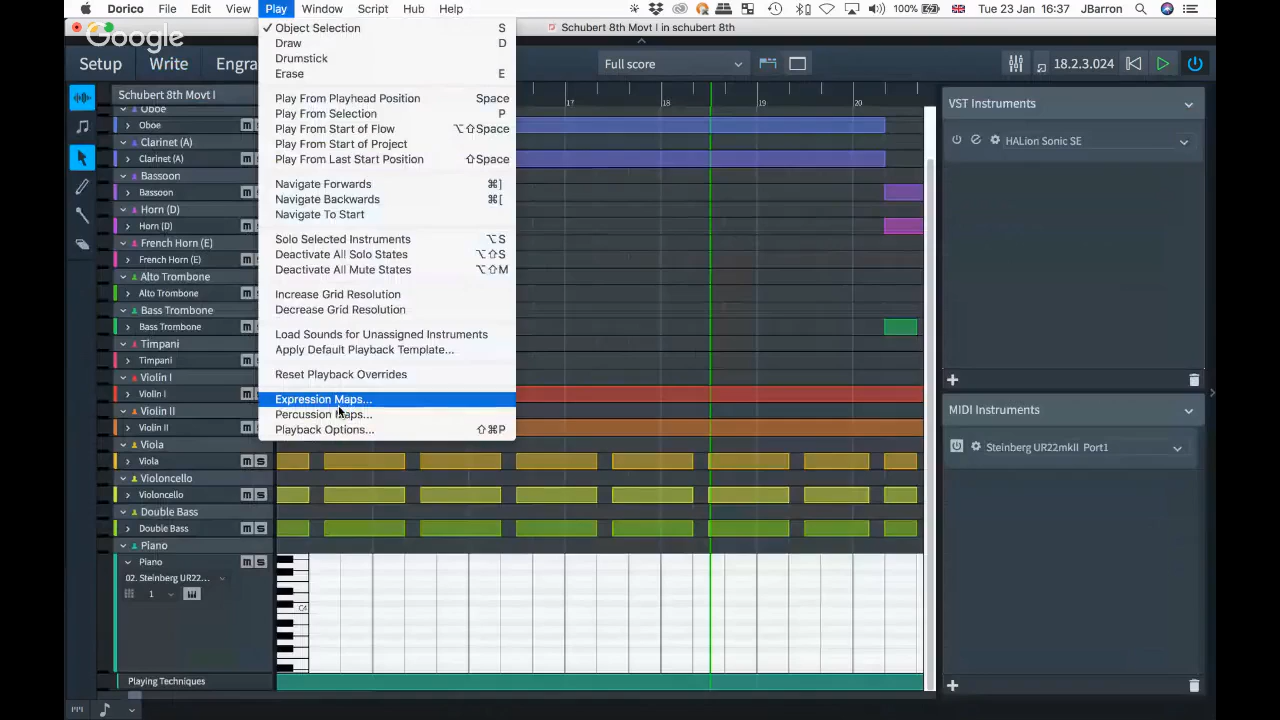 Dorico File Edit View Play Window Script Hub Help 100% Tue 23 Jan 16:37 JBarron
Schubert 8th Movt I in schubert 8th
Google
Setup Write Engra Full score 18.2.3.024
Schubert 8th Movt I
17 18 19 20
Oboe
Oboe
Clarinet (A)
Clarinet (A)
Bassoon
Bassoon
Horn (D)
Horn (D)
French Horn (E)
French Horn (E)
Alto Trombone
Alto Trombone
Bass Trombone
Bass Trombone
Timpani
Timpani
Violin I
Violin I
Violin II
Violin II
Viola
Viola m S
Violoncello
Violoncello m S
Double Bass
Double Bass m S
Piano
Piano m S
02. Steinberg UR22...
1
C4
Playing Techniques
✓ Object Selection S
Draw D
Drumstick
Erase E
Play From Playhead Position Space
Play From Selection P
Play From Start of Flow ⌥⇧Space
Play From Start of Project
Play From Last Start Position ⇧Space
Navigate Forwards ⌘]
Navigate Backwards ⌘[
Navigate To Start
Solo Selected Instruments ⌥S
Deactivate All Solo States ⌥⇧S
Deactivate All Mute States ⌥⇧M
Increase Grid Resolution
Decrease Grid Resolution
Load Sounds for Unassigned Instruments
Apply Default Playback Template...
Reset Playback Overrides
Expression Maps...
Percussion Maps...
Playback Options... ⇧⌘P
VST Instruments
HALion Sonic SE
MIDI Instruments
Steinberg UR22mkII Port1